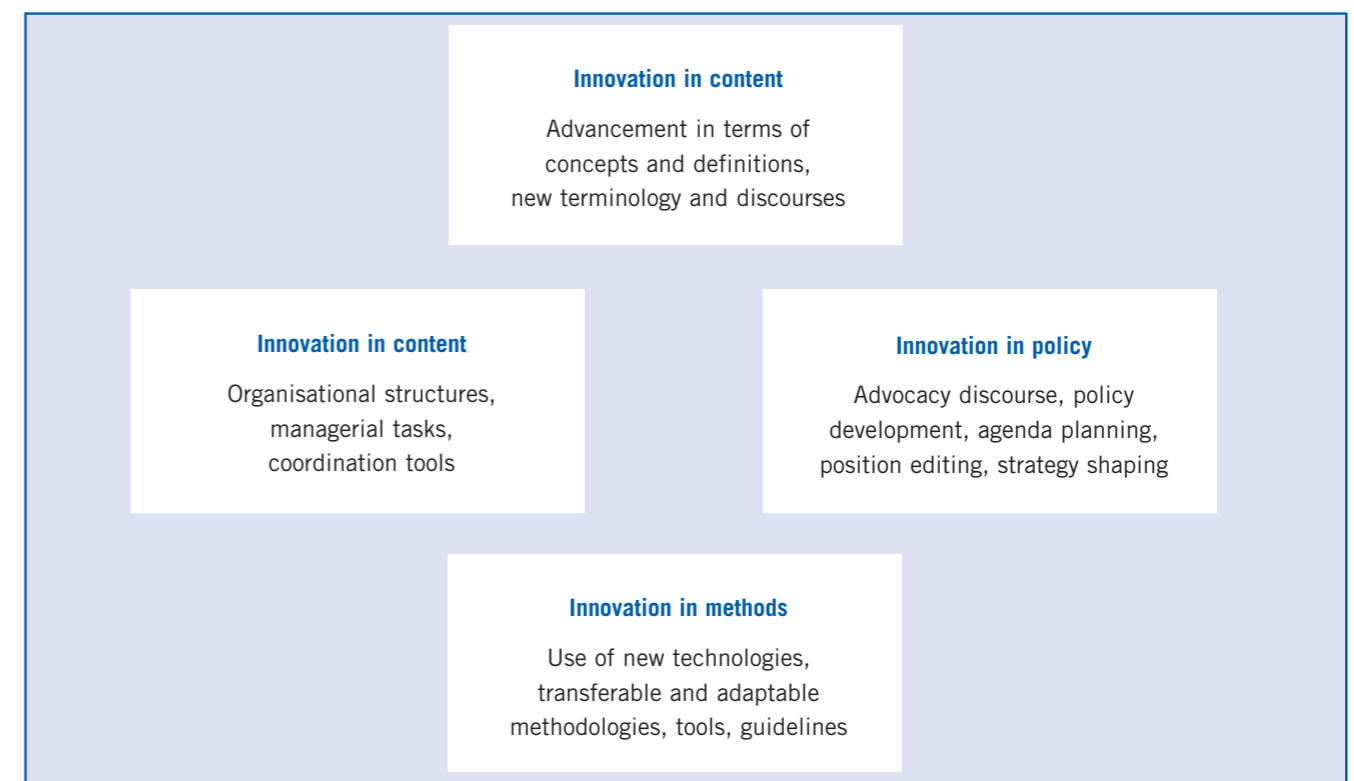 Innovation in content
Advancement in terms of
concepts and definitions,
new terminology and discourses
Innovation in content
Organisational structures,
managerial tasks,
coordination tools
Innovation in policy
Advocacy discourse, policy
development, agenda planning,
position editing, strategy shaping
Innovation in methods
Use of new technologies,
transferable and adaptable
methodologies, tools, guidelines